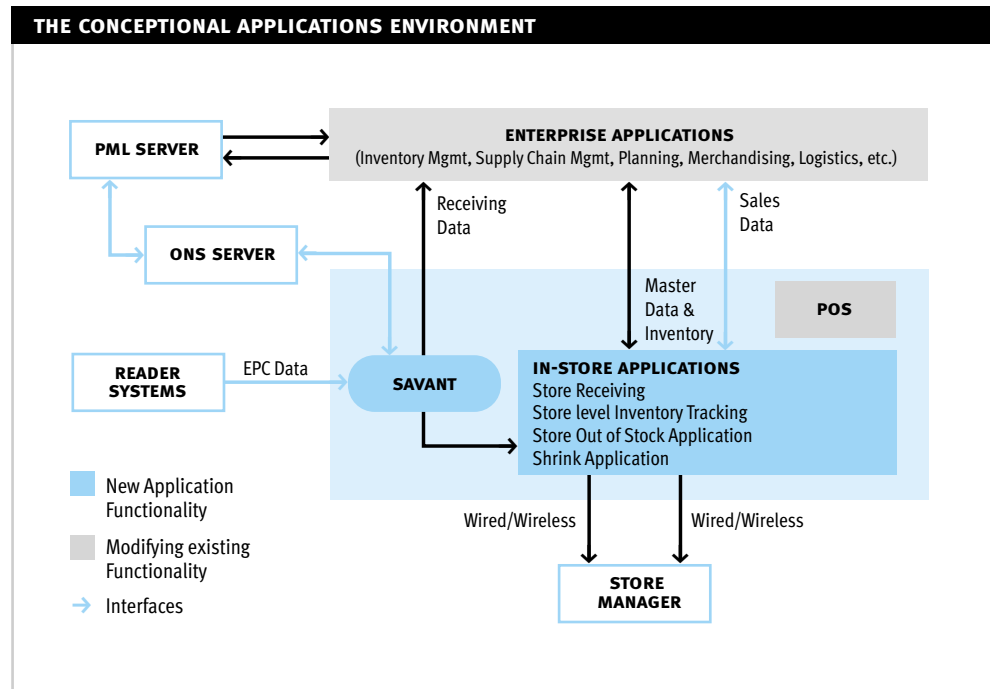 THE CONCEPTIONAL APPLICATIONS ENVIRONMENT
PML SERVER
ENTERPRISE APPLICATIONS
(Inventory Mgmt, Supply Chain Mgmt, Planning, Merchandising, Logistics, etc.)
Receiving
Data
Sales
Data
ONS SERVER
Master
Data &
Inventory
POS
READER
SYSTEMS
EPC Data
SAVANT
IN-STORE APPLICATIONS
Store Receiving
Store level Inventory Tracking
Store Out of Stock Application
Shrink Application
New Application
Functionality
Modifying existing
Functionality
Interfaces
Wired/Wireless
Wired/Wireless
STORE
MANAGER